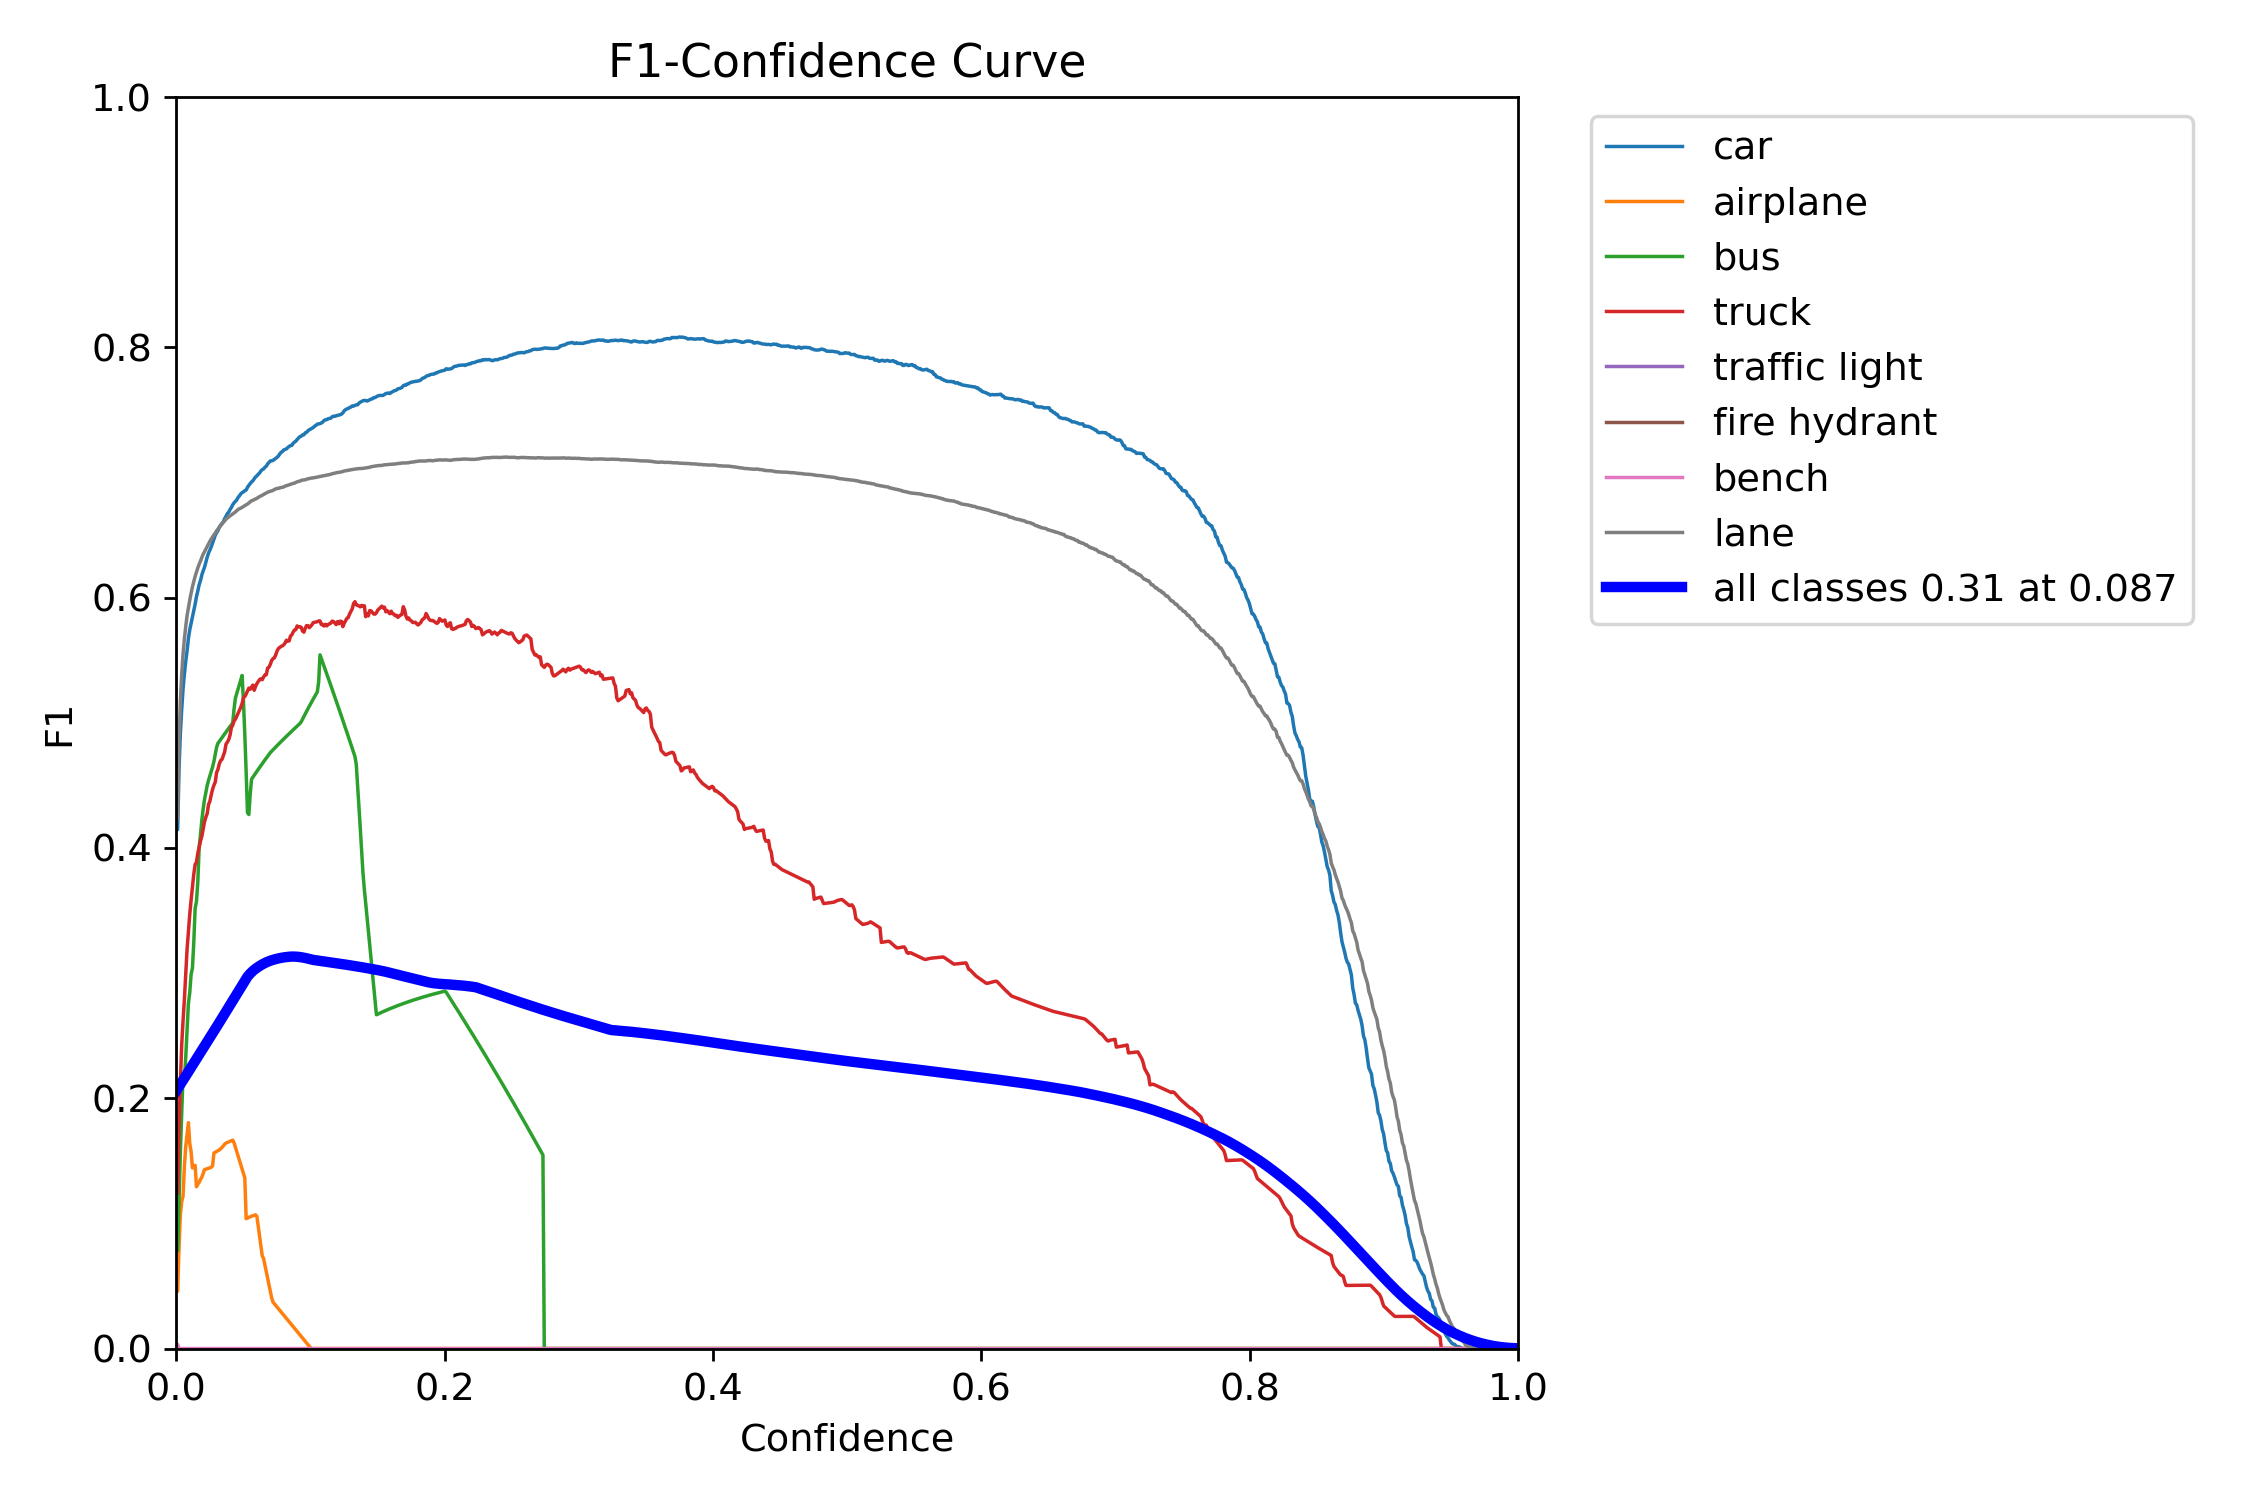 F1-Confidence Curve
1.0
0.8
0.6
0.4
0.2
0.0
F1
0.0 0.2 0.4 0.6 0.8 1.0
Confidence
car
airplane
bus
truck
traffic light
fire hydrant
bench
lane
all classes 0.31 at 0.087